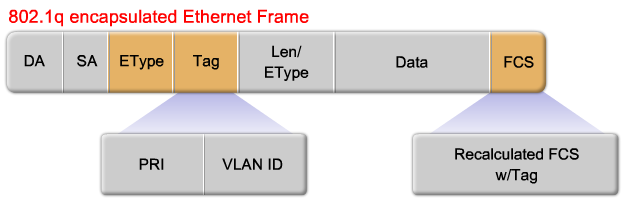 802.1q encapsulated Ethernet Frame
DA SA EType Tag Len/ EType Data FCS
PRI VLAN ID
Recalculated FCS
w/Tag